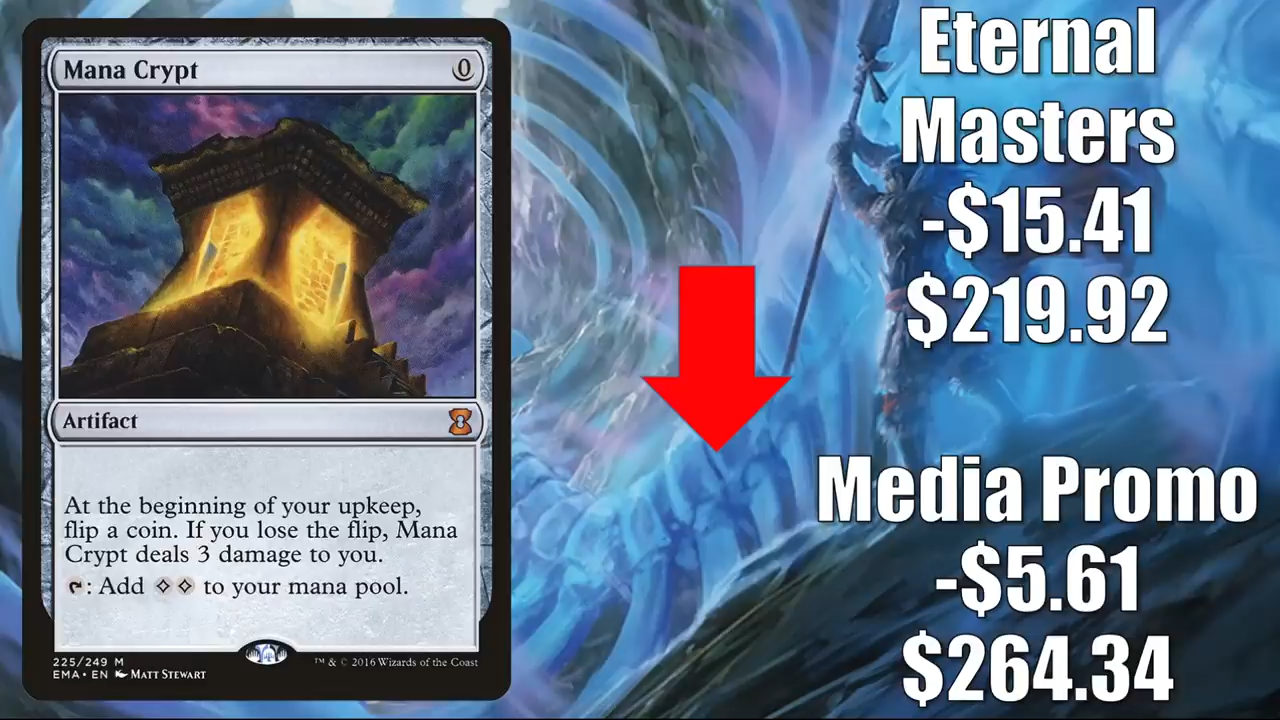 Mana Crypt 0
Artifact
At the beginning of your upkeep,
flip a coin. If you lose the flip, Mana
Crypt deals 3 damage to you.
: Add to your mana pool.
225/249 M
EMA • EN Matt Stewart
™ & © 2016 Wizards of the Coast
Eternal
Masters
-$15.41
$219.92
Media Promo
-$5.61
$264.34